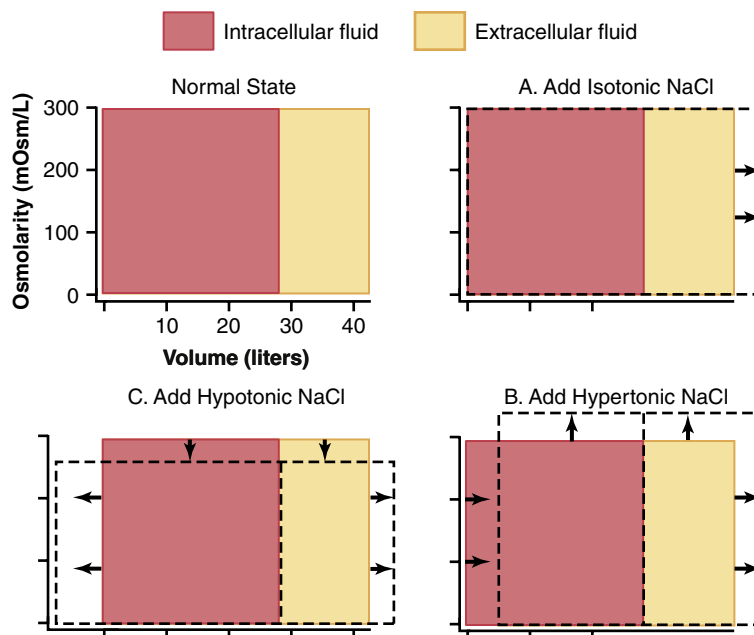 Intracellular fluid
Extracellular fluid
Normal State
A. Add Isotonic NaCl
Osmolarity (mOsm/L)
300
200
100
0
10 20 30 40
Volume (liters)
C. Add Hypotonic NaCl
B. Add Hypertonic NaCl